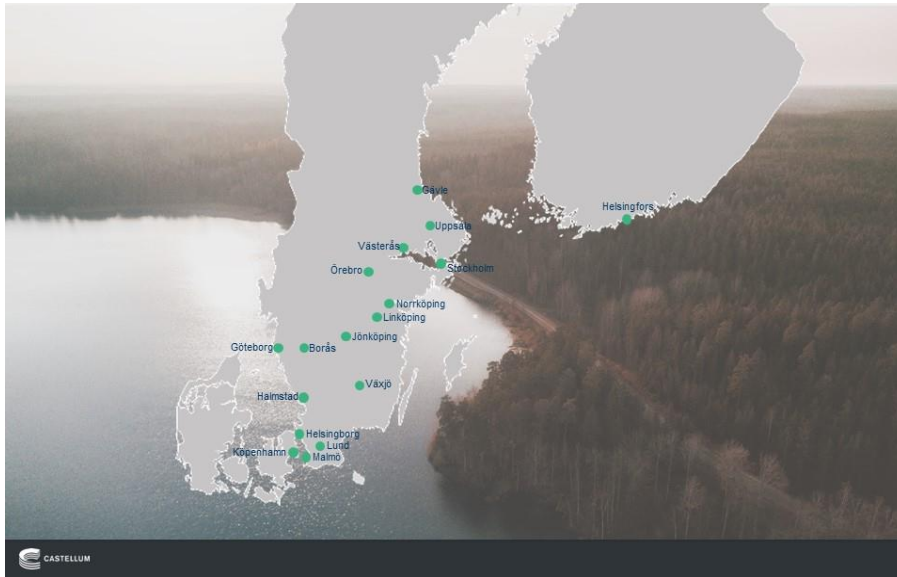 Gävle
Helsingfors
Uppsala
Västerås
Stockholm
Örebro
Norrköping
Linköping
Jönköping
Göteborg
Borås
Växjö
Halmstad
Helsingborg
Lund
Köpenhamn
Malmö
CASTELLUM